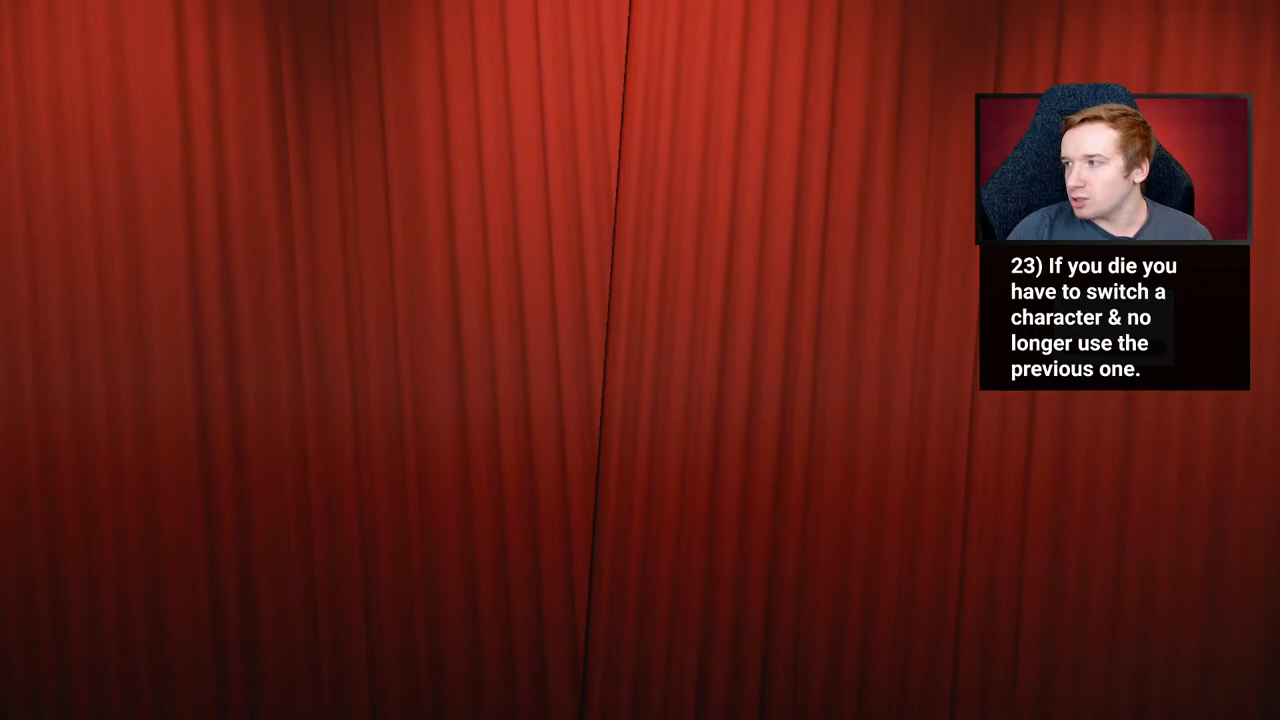 23) If you die you
have to switch a
character & no
longer use the
previous one.